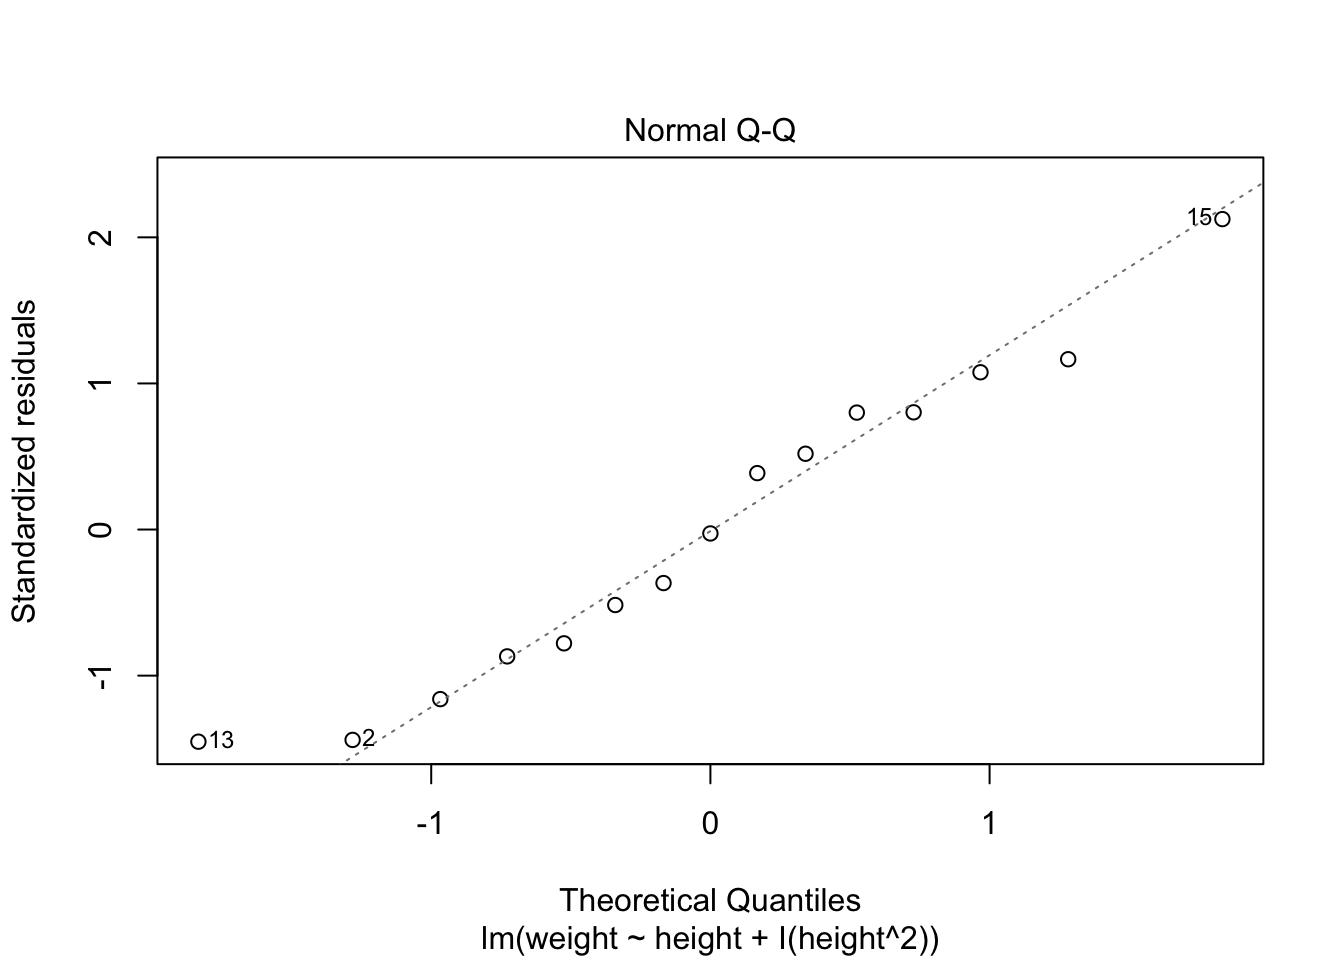 Normal Q-Q
Standardized residuals
2
1
0
-1
15
13
2
-1
0
1
Theoretical Quantiles
lm(weight ~ height + I(height^2))